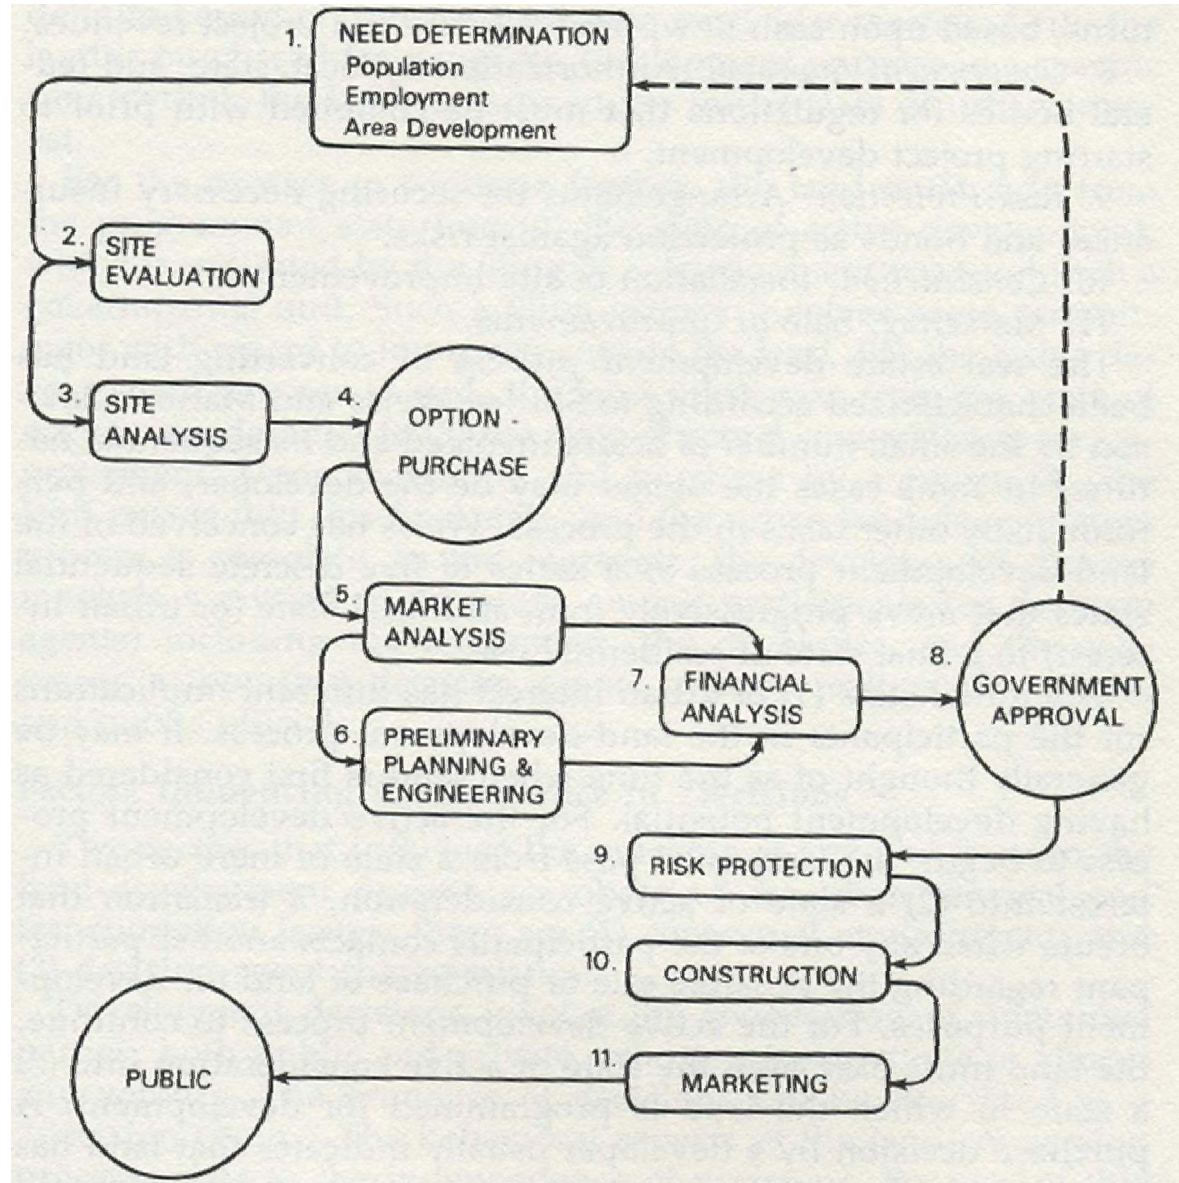 1.
NEED DETERMINATION
Population
Employment
Area Development
2.
SITE
EVALUATION
3.
SITE
ANALYSIS
4.
OPTION
PURCHASE
5.
MARKET
ANALYSIS
6.
PRELIMINARY
PLANNING &
ENGINEERING
7.
FINANCIAL
ANALYSIS
8.
GOVERNMENT
APPROVAL
9.
RISK PROTECTION
10.
CONSTRUCTION
11.
MARKETING
PUBLIC